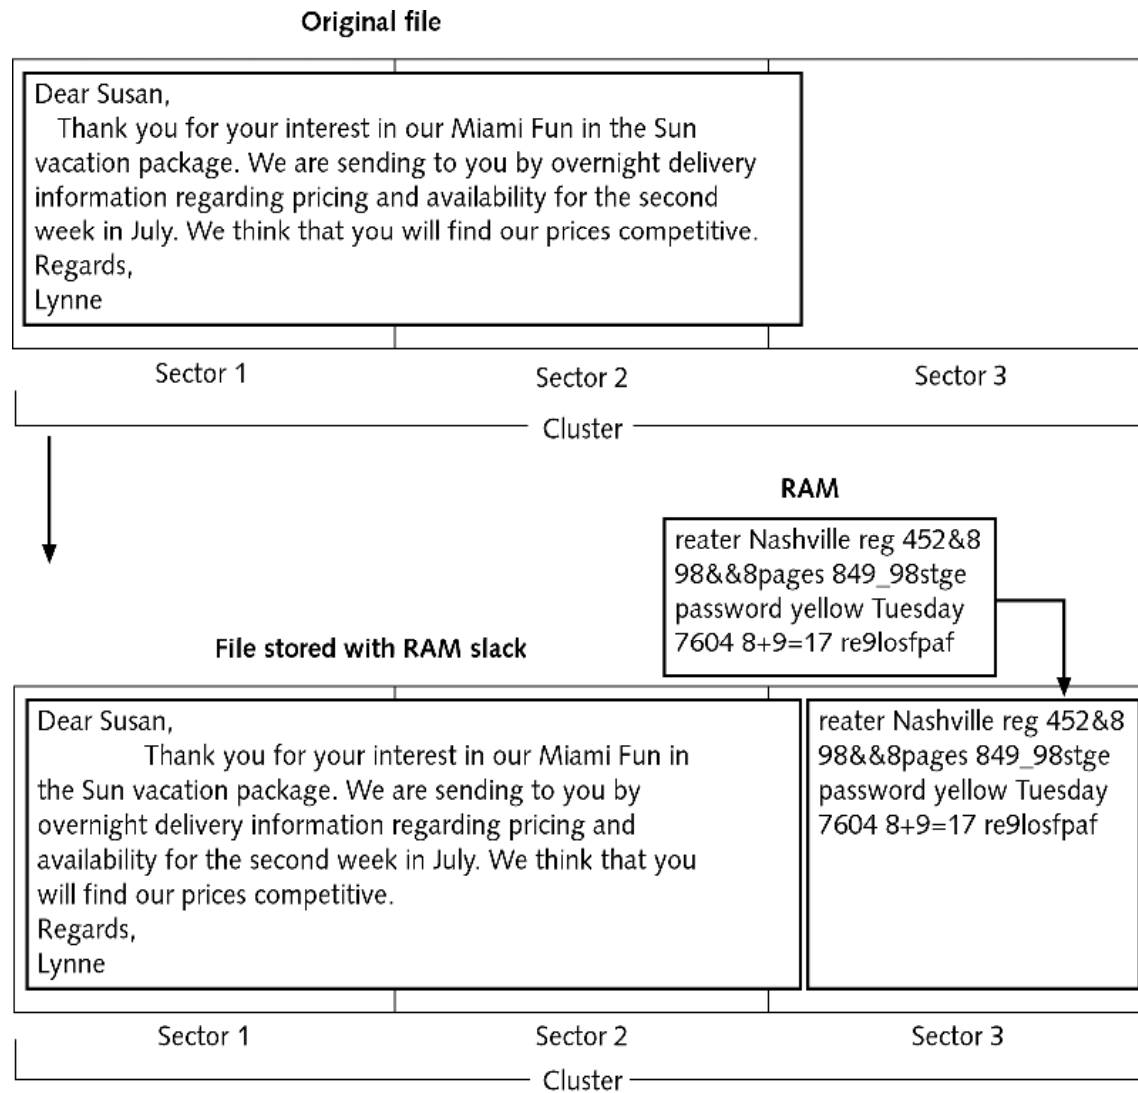 Original file
Dear Susan,
Thank you for your interest in our Miami Fun in the Sun
vacation package. We are sending to you by overnight delivery
information regarding pricing and availability for the second
week in July. We think that you will find our prices competitive.
Regards,
Lynne
Sector 1
Sector 2
Sector 3
Cluster
RAM
reater Nashville reg 452&8
98&&8pages 849_98stge
password yellow Tuesday
7604 8+9=17 re9losfpaf
File stored with RAM slack
Dear Susan,
Thank you for your interest in our Miami Fun in
the Sun vacation package. We are sending to you by
overnight delivery information regarding pricing and
availability for the second week in July. We think that you
will find our prices competitive.
Regards,
Lynne
reater Nashville reg 452&8
98&&8pages 849_98stge
password yellow Tuesday
7604 8+9=17 re9losfpaf
Sector 1
Sector 2
Sector 3
Cluster